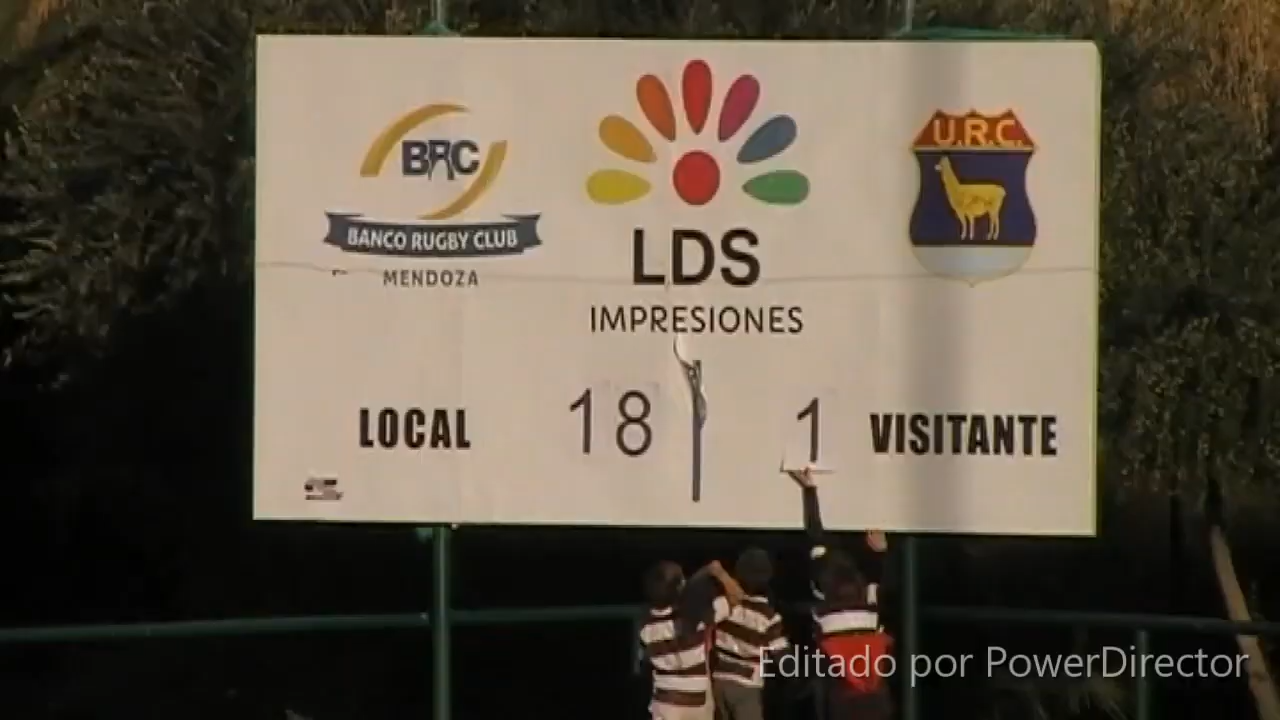 BRC
BANCO RUGBY CLUB
MENDOZA
LDS
IMPRESIONES
U.R.C.
LOCAL
18
1
VISITANTE
Editado por PowerDirector